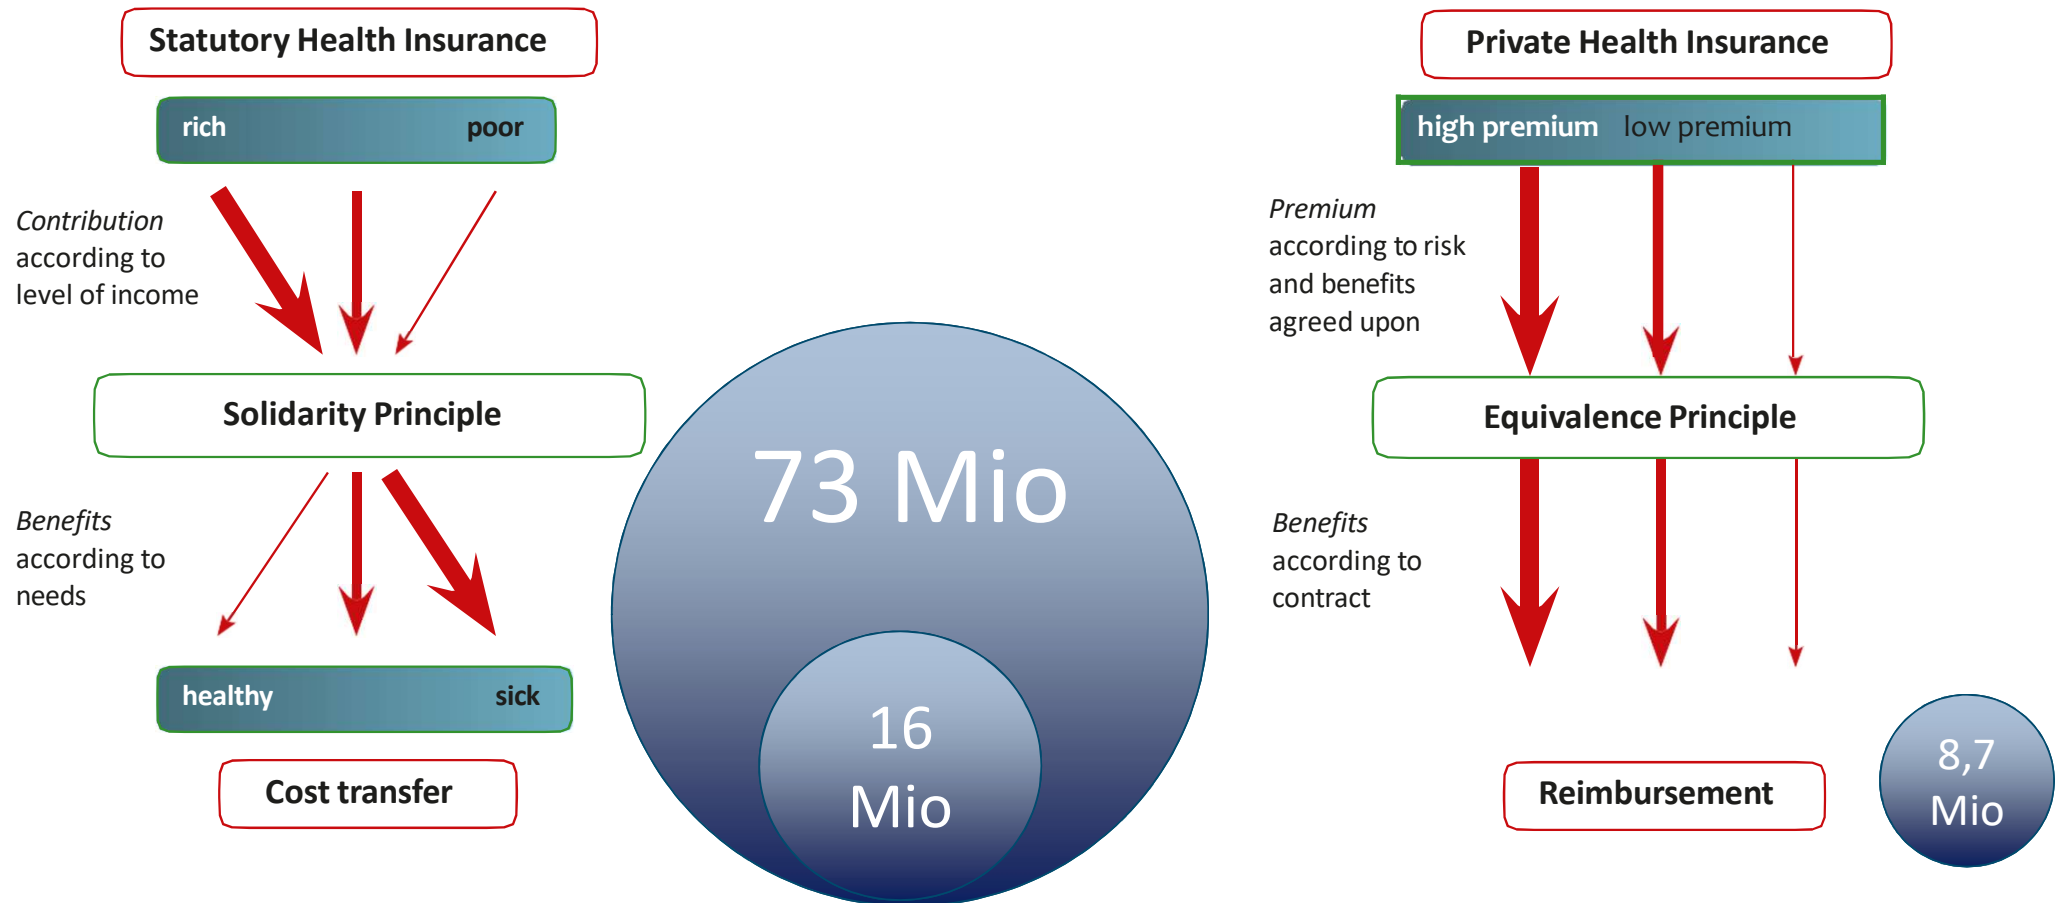 Statutory Health Insurance
rich poor
Contribution
according to
level of income
Solidarity Principle
Benefits
according to
needs
healthy sick
Cost transfer
73 Mio
16
Mio
Private Health Insurance
high premium low premium
Premium
according to risk
and benefits
agreed upon
Equivalence Principle
Benefits
according to
contract
Reimbursement
8,7
Mio